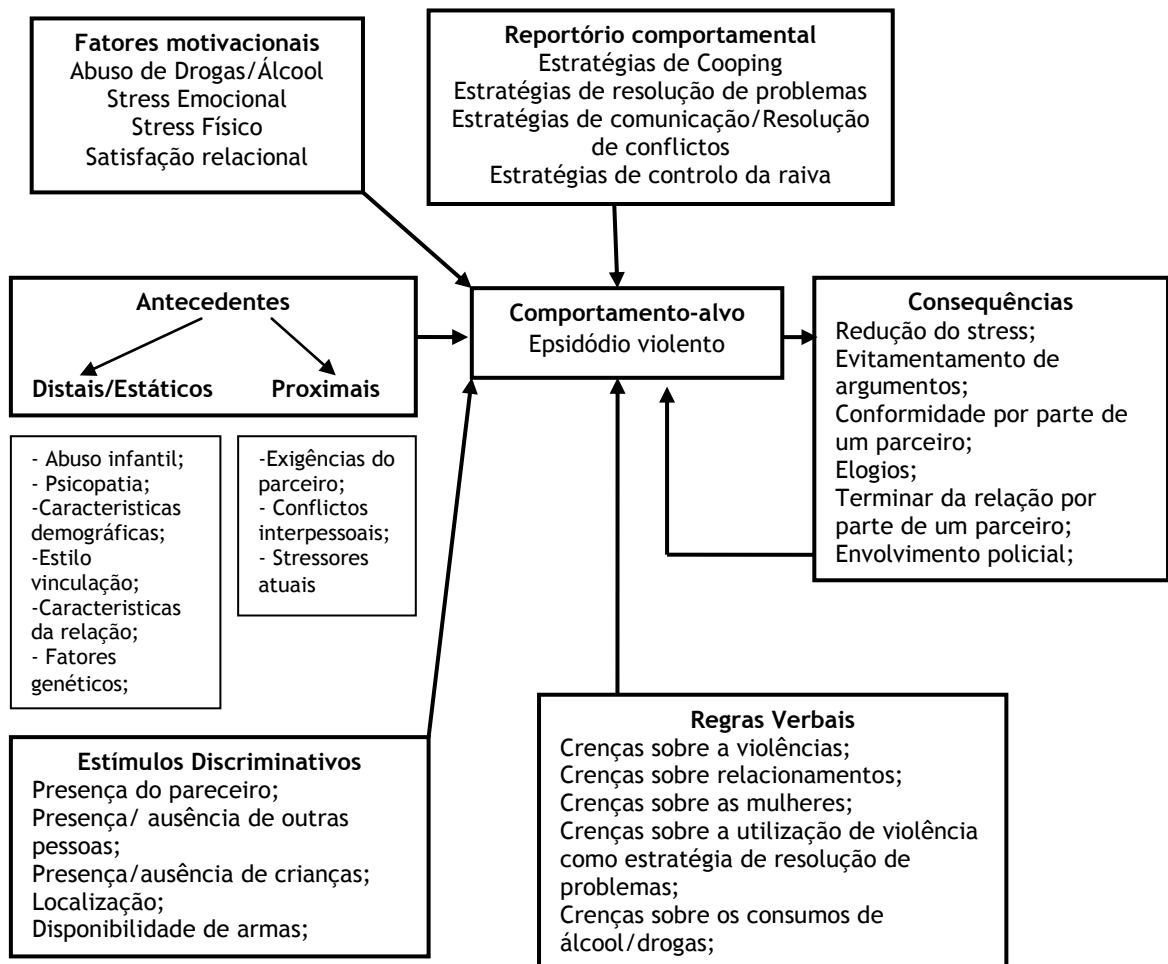 Fatores motivacionais
Abuso de Drogas/Álcool
Stress Emocional
Stress Físico
Satisfação relacional
Reportório comportamental
Estratégias de Cooping
Estratégias de resolução de problemas
Estratégias de comunicação/Resolução
de conflictos
Estratégias de controlo da raiva
Antecedentes
Distais/Estáticos
Proximais
- Abuso infantil;
- Psicopatia;
-Caracteristicas
demográficas;
-Estilo
vinculação;
-Caracteristicas
da relação;
- Fatores
genéticos;
-Exigências do
parceiro;
- Conflictos
interpessoais;
- Stressores
atuais
Comportamento-alvo
Epsidódio violento
Consequências
Redução do stress;
Evitamentamento de
argumentos;
Conformidade por parte de
um parceiro;
Elogios;
Terminar da relação por
parte de um parceiro;
Envolvimento policial;
Estímulos Discriminativos
Presença do pareceiro;
Presença/ ausência de outras
pessoas;
Presença/ausência de crianças;
Localização;
Disponibilidade de armas;
Regras Verbais
Crenças sobre a violências;
Crenças sobre relacionamentos;
Crenças sobre as mulheres;
Crenças sobre a utilização de violência
como estratégia de resolução de
problemas;
Crenças sobre os consumos de
álcool/drogas;